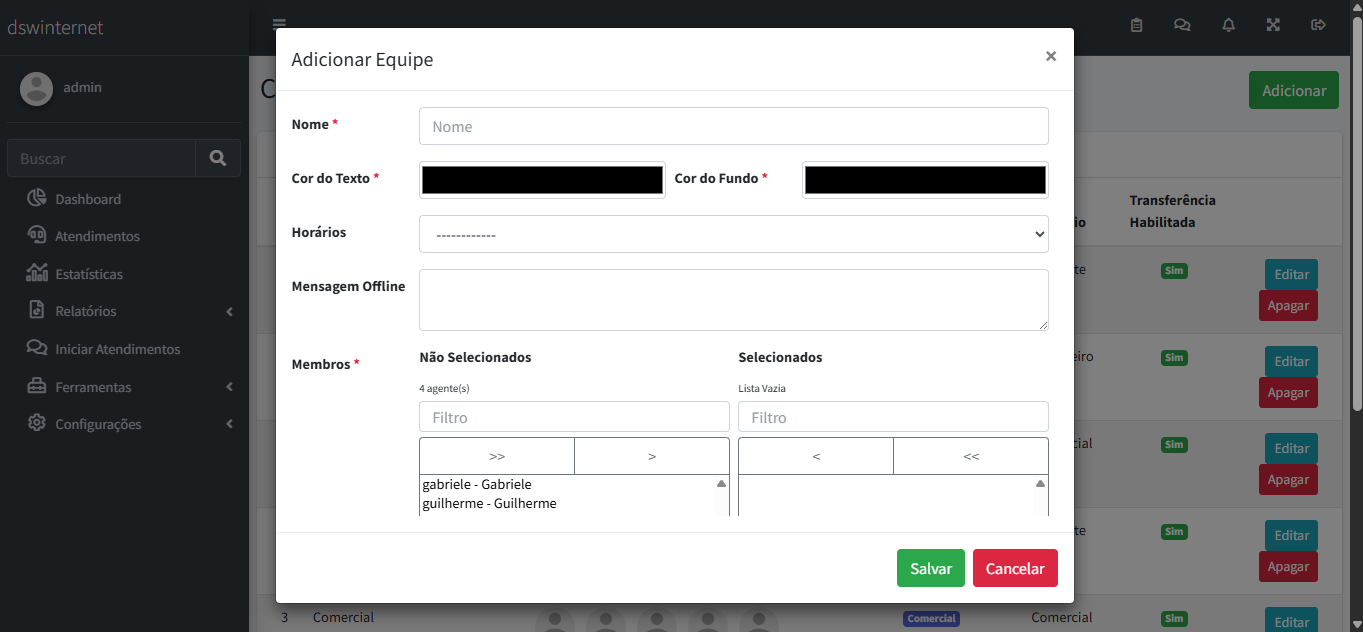 dswinternet
admin
Buscar
Dashboard
Atendimentos
Estatísticas
Relatórios
Iniciar Atendimentos
Ferramentas
Configurações
C
Adicionar
Adicionar Equipe
×
Nome *
Nome
Cor do Texto *
Cor do Fundo *
Horários
------------
Mensagem Offline
Membros *
Não Selecionados
Selecionados
4 agente(s)
Lista Vazia
Filtro
Filtro
>>
>
<
<<
gabriele - Gabriele
guilherme - Guilherme
Salvar
Cancelar
io
Transferência
Habilitada
te
Sim
Editar
Apagar
eiro
Sim
Editar
Apagar
cial
Sim
Editar
Apagar
te
Sim
Editar
Apagar
3 Comercial
Comercial
Comercial
Sim
Editar